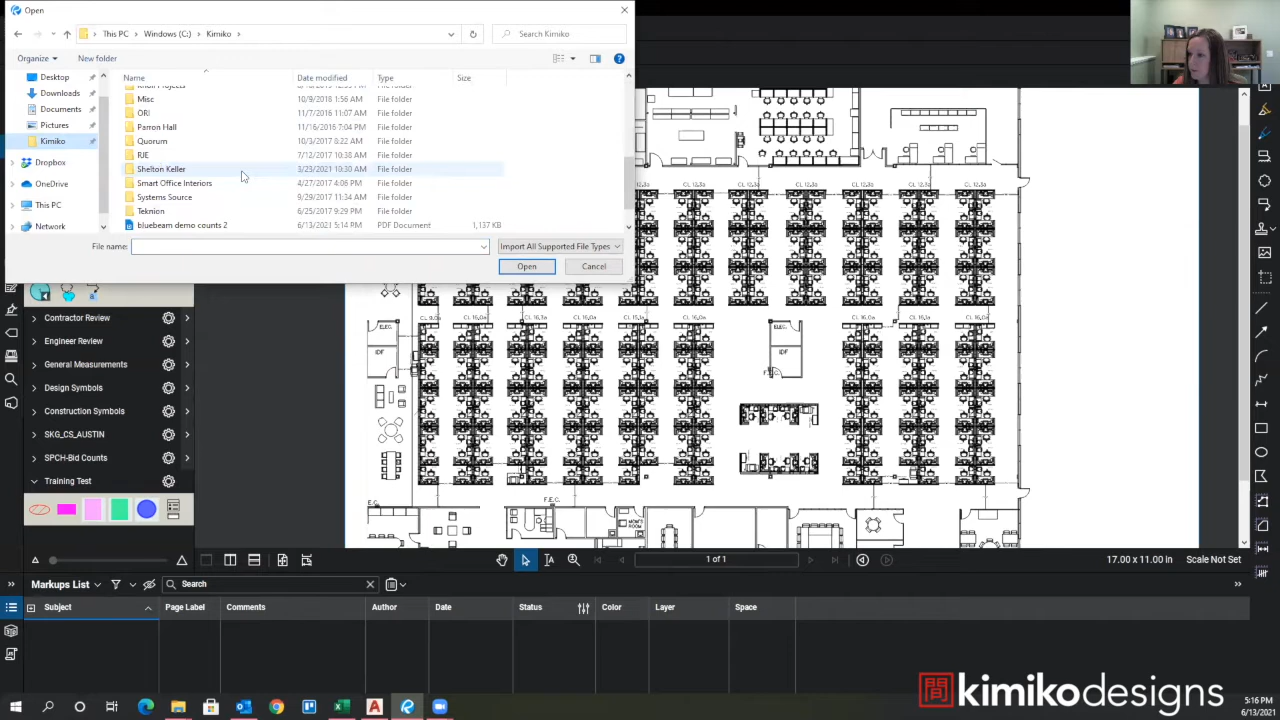 Open
This PC > Windows (C:) > Kimiko >
Search Kimiko
Organize
New folder
Name
Date modified
Type
Size
Desktop
Downloads
Documents
Pictures
Kimiko
Dropbox
OneDrive
This PC
Network
Misc 10/9/2018 1:56 AM File folder
ORI 11/7/2016 11:07 AM File folder
Parron Hall 11/16/2016 7:04 PM File folder
Quorum 10/3/2017 8:22 AM File folder
RJE 7/12/2017 10:38 AM File folder
Shelton Keller 3/23/2021 10:30 AM File folder
Smart Office Interiors 4/27/2017 4:06 PM File folder
Systems Source 9/29/2017 11:34 AM File folder
Teknion 6/25/2017 9:29 PM File folder
bluebeam demo counts 2 6/13/2021 5:14 PM PDF Document 1,137 KB
File name:
Import All Supported File Types
Open
Cancel
Contractor Review
Engineer Review
General Measurements
Design Symbols
Construction Symbols
SKG_CS_AUSTIN
SPCH-Bid Counts
Training Test
ELEC.
IDF
ELEC.
IDF
F.E.C.
MOM'S
ROOM
1 of 1
17.00 x 11.00 in
Scale Not Set
Markups List
Search
Subject
Page Label
Comments
Author
Date
Status
Color
Layer
Space
間 kimikodesigns
5:16 PM
6/13/2021